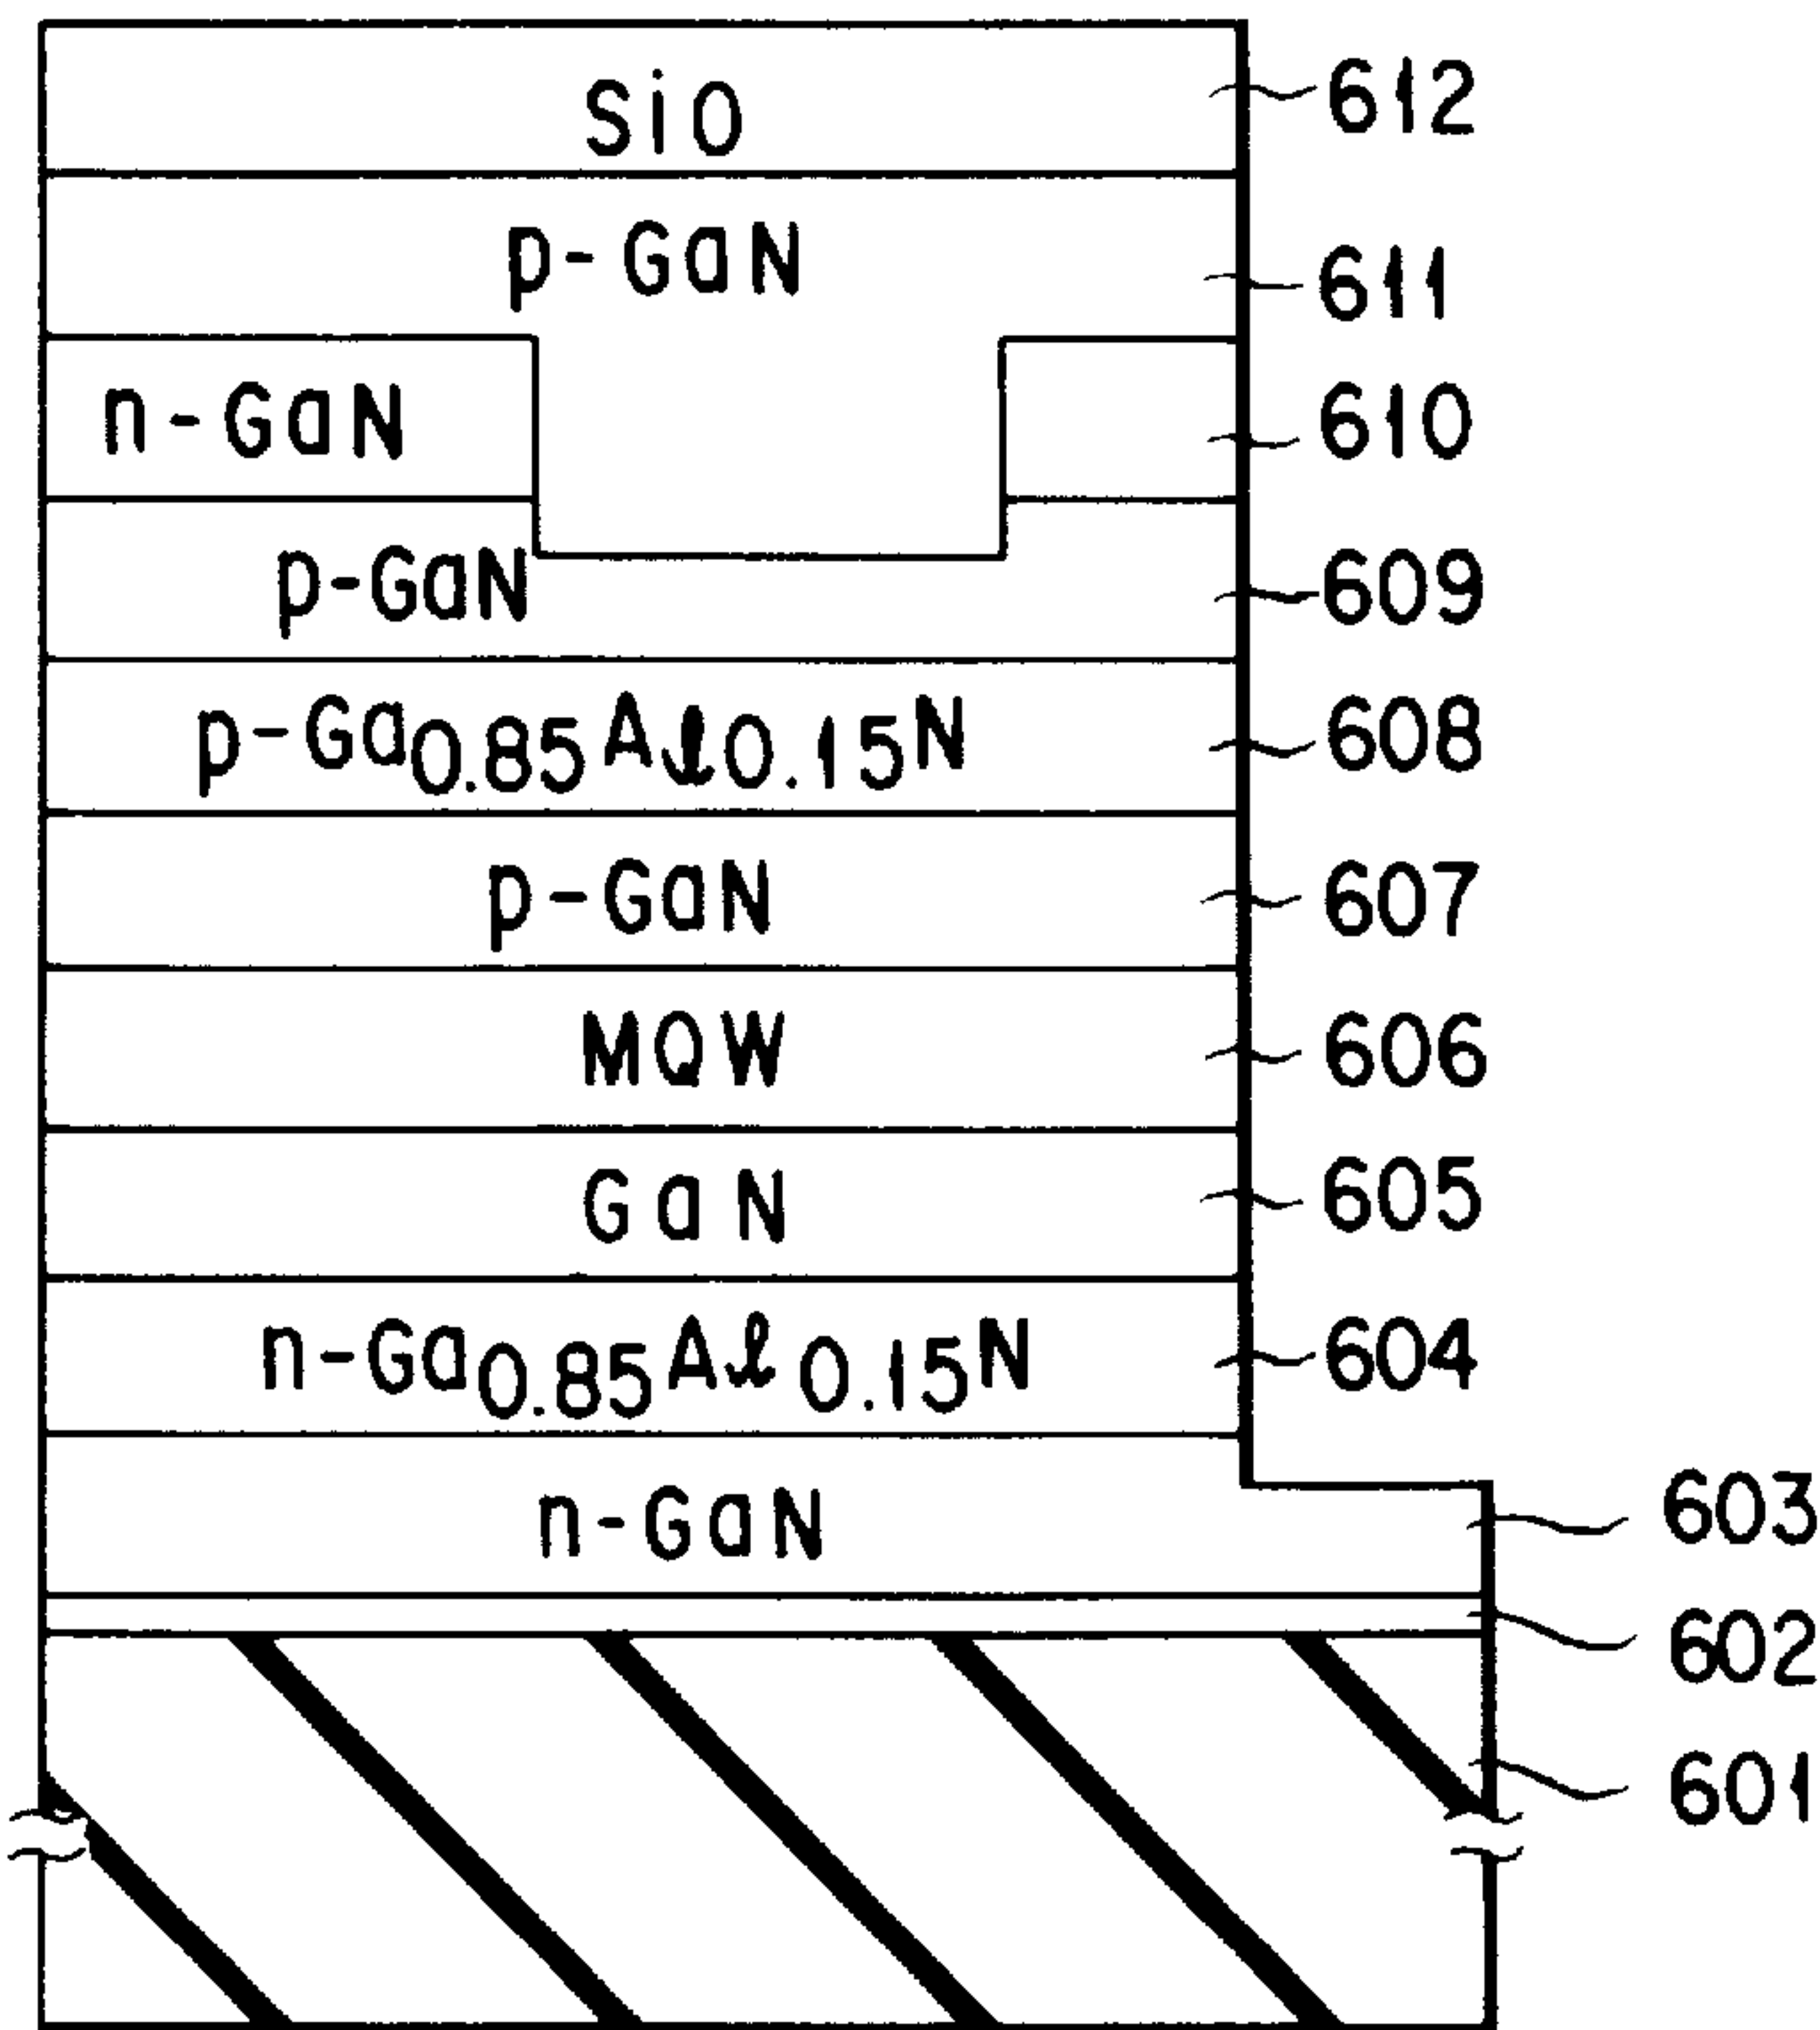 SiO 612
p-GaN 611
n-GaN 610
p-GaN 609
p-Ga0.85Al0.15N 608
p-GaN 607
MQW 606
GaN 605
n-Ga0.85Al0.15N 604
n-GaN 603
602
601